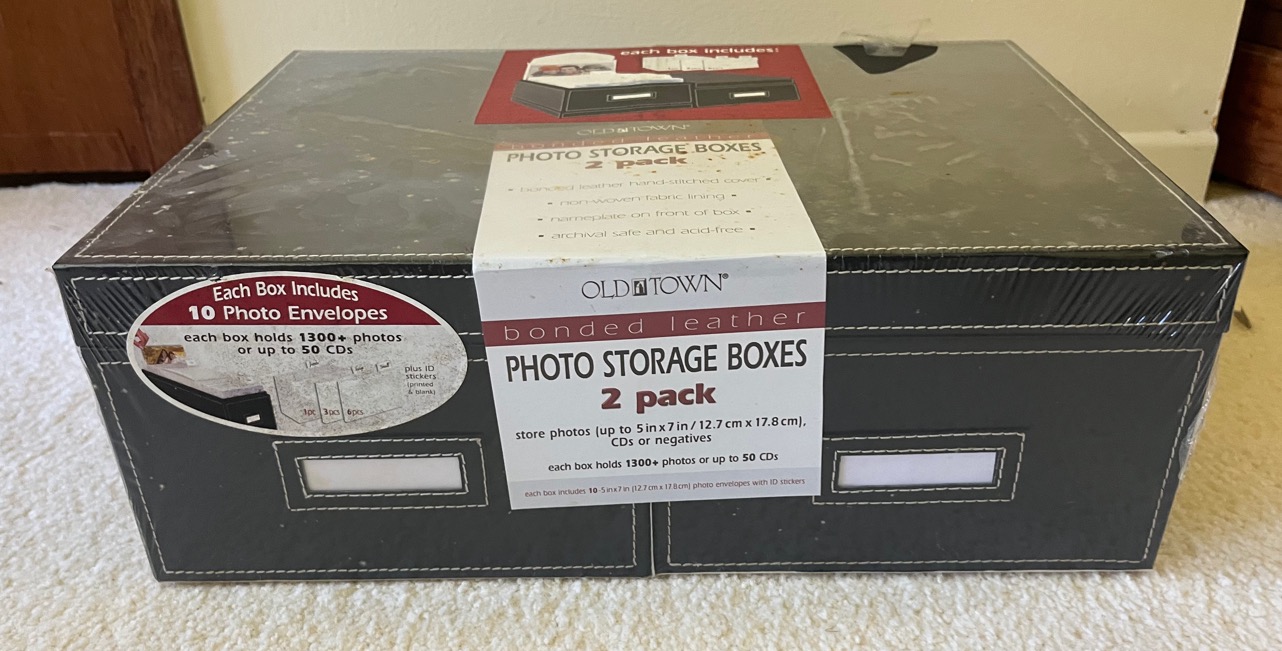 each box includes:
OLD TOWN®
bonded leather
PHOTO STORAGE BOXES
2 pack
• bonded leather hand-stitched cover •
• non-woven fabric lining •
• nameplate on front of box •
• archival safe and acid-free •
OLD TOWN®
bonded leather
PHOTO STORAGE BOXES
2 pack
store photos (up to 5 in x 7 in / 12.7 cm x 17.8 cm),
CDs or negatives
each box holds 1300+ photos or up to 50 CDs
each box includes 10 - 5 in x 7 in (12.7 cm x 17.8 cm) photo envelopes with ID stickers
Each Box Includes
10 Photo Envelopes
each box holds 1300+ photos
or up to 50 CDs
plus ID
stickers
(printed
& blank)
1pc 3pcs 6pcs